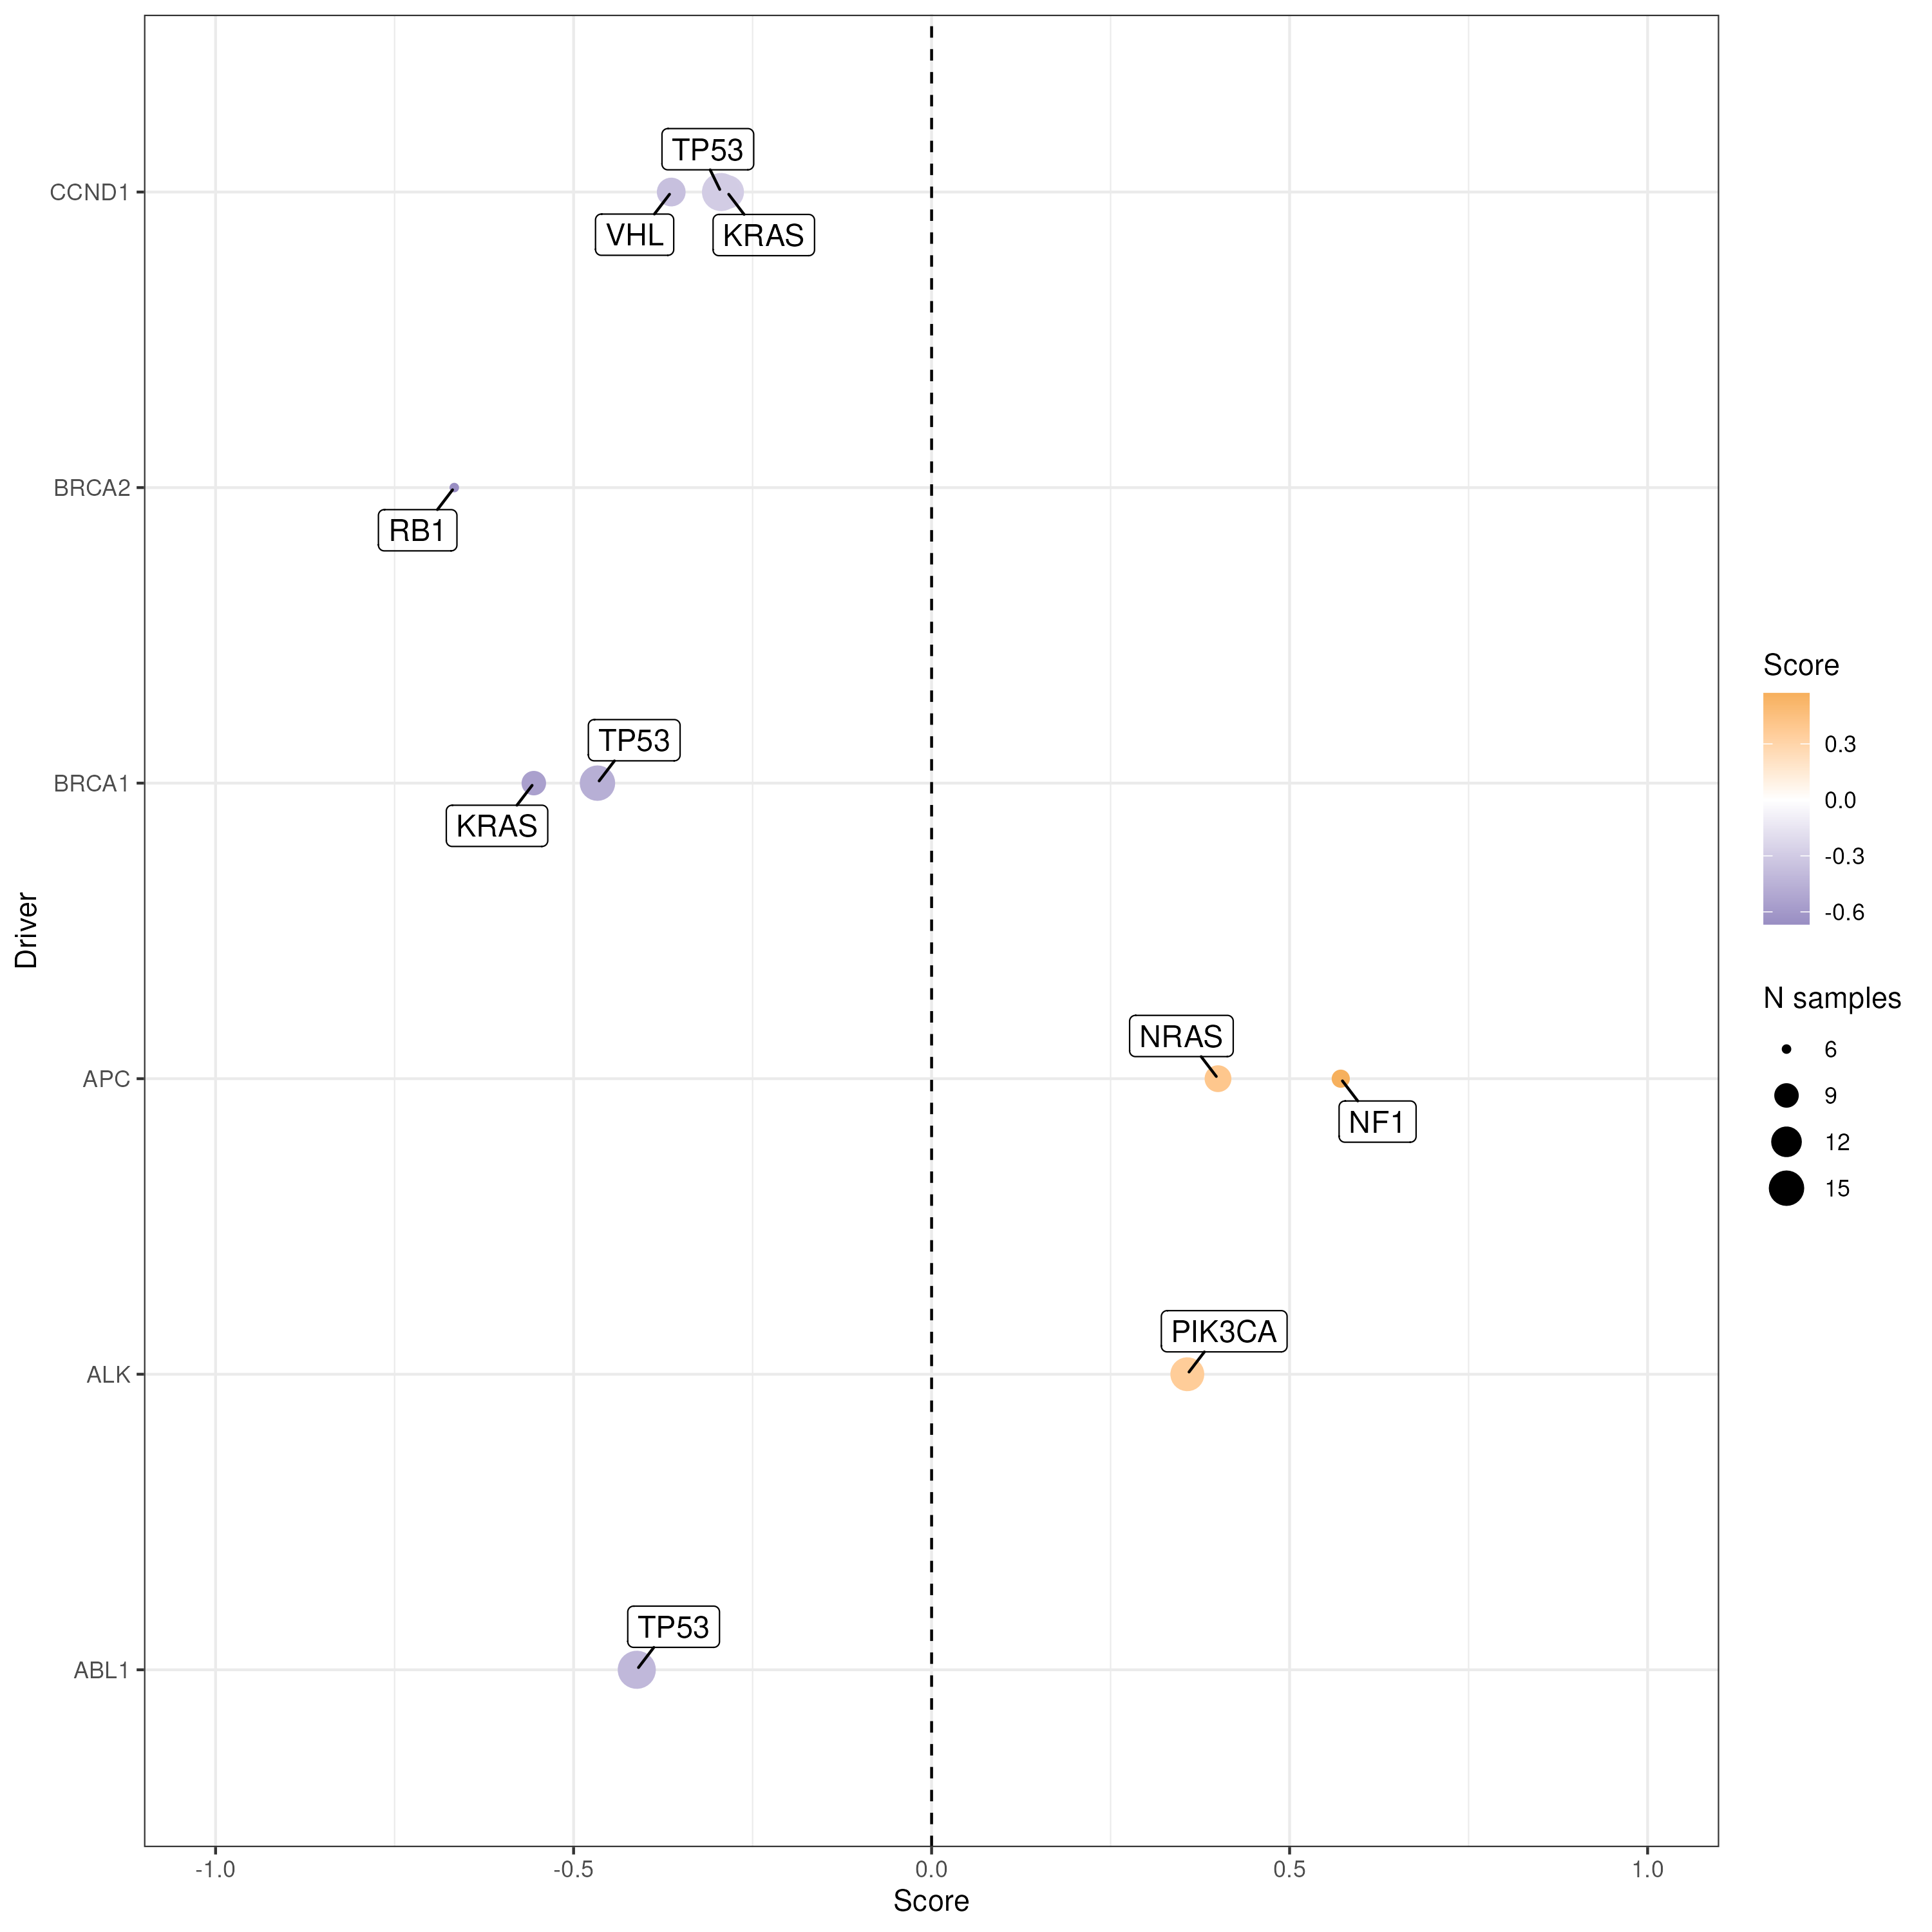 CCND1
TP53
VHL
KRAS
BRCA2
RB1
BRCA1
TP53
KRAS
APC
NRAS
NF1
ALK
PIK3CA
ABL1
TP53
Driver
-1.0
-0.5
0.0
0.5
1.0
Score
Score
0.3
0.0
-0.3
-0.6
N samples
6
9
12
15